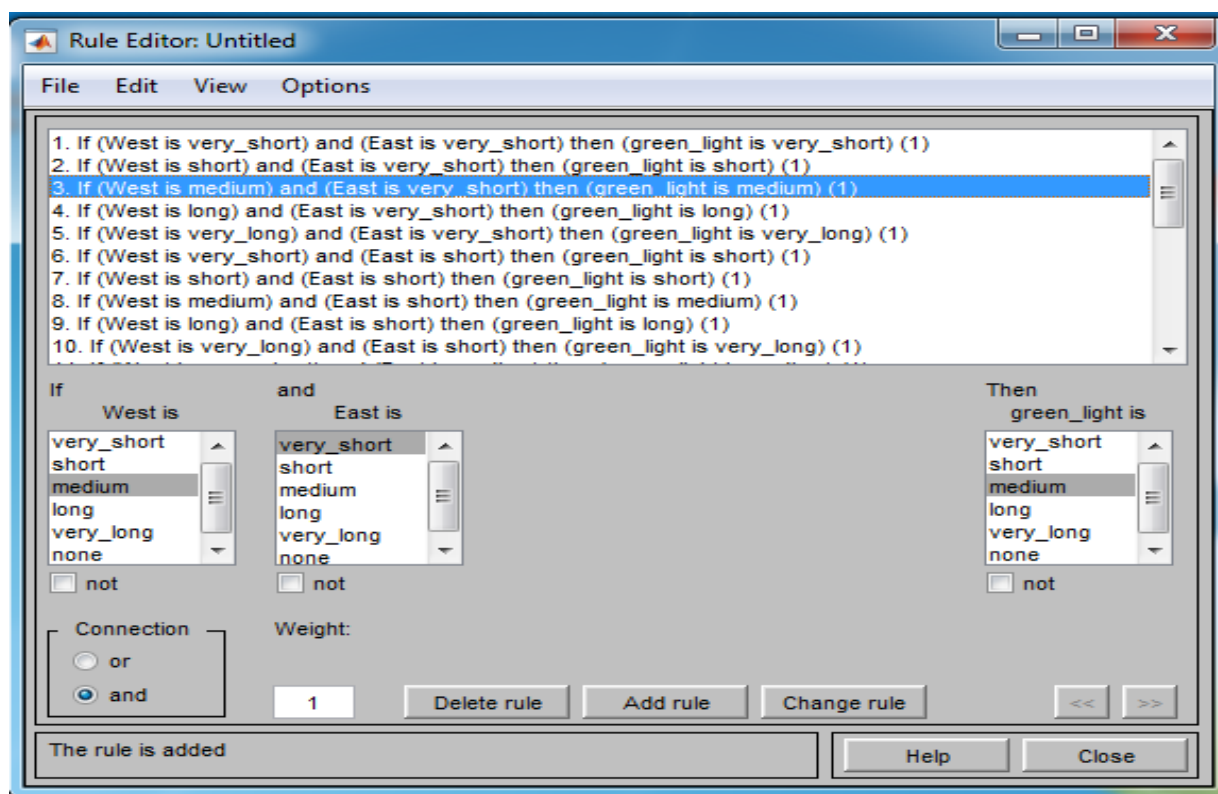 Rule Editor: Untitled
File Edit View Options
1. If (West is very_short) and (East is very_short) then (green_light is very_short) (1)
2. If (West is short) and (East is very_short) then (green_light is short) (1)
3. If (West is medium) and (East is very_short) then (green_light is medium) (1)
4. If (West is long) and (East is very_short) then (green_light is long) (1)
5. If (West is very_long) and (East is very_short) then (green_light is very_long) (1)
6. If (West is very_short) and (East is short) then (green_light is short) (1)
7. If (West is short) and (East is short) then (green_light is short) (1)
8. If (West is medium) and (East is short) then (green_light is medium) (1)
9. If (West is long) and (East is short) then (green_light is long) (1)
10. If (West is very_long) and (East is short) then (green_light is very_long) (1)
If
West is
very_short
short
medium
long
very_long
none
not
and
East is
very_short
short
medium
long
very_long
none
not
Then
green_light is
very_short
short
medium
long
very_long
none
not
Connection
or
and
Weight:
1
Delete rule
Add rule
Change rule
<<
>>
The rule is added
Help
Close